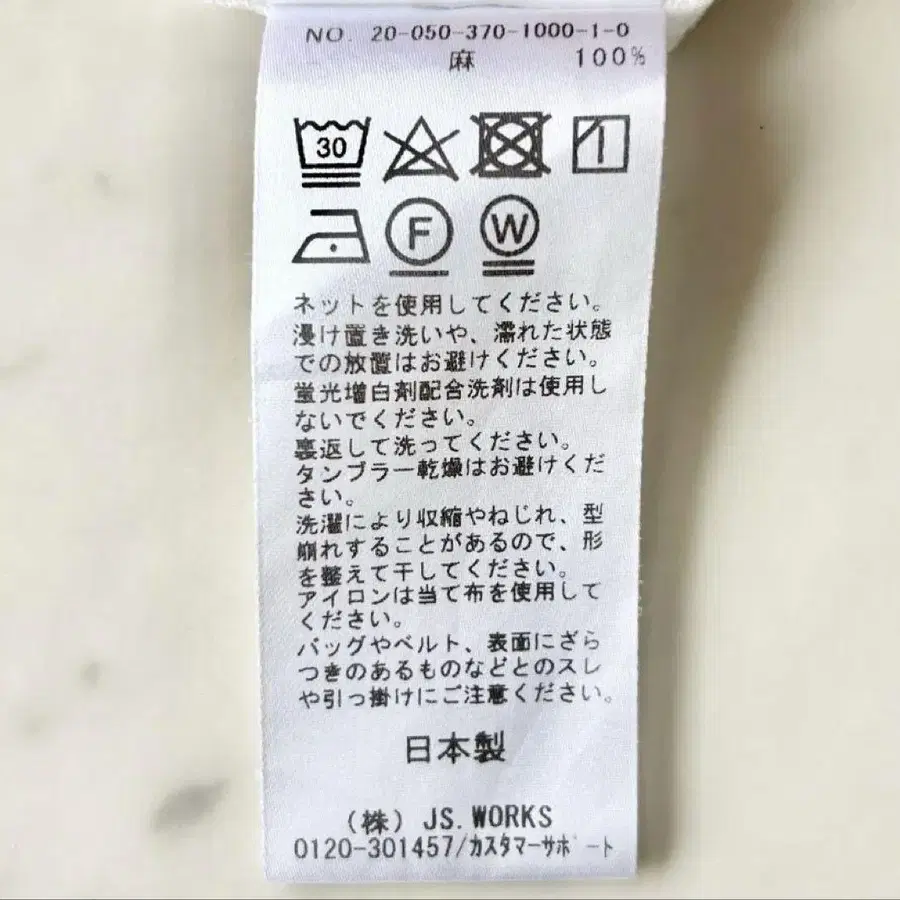 NO. 20-050-370-1000-1-0
麻 100%
30
F W
ネットを使用してください。
浸け置き洗いや、濡れた状態
での放置はお避けください。
蛍光増白剤配合洗剤は使用し
ないでください。
裏返して洗ってください。
タンブラー乾燥はお避けくだ
さい。
洗濯により収縮やねじれ、型
崩れすることがあるので、形
を整えて干してください。
アイロンは当て布を使用して
ください。
バッグやベルト、表面にざら
つきのあるものなどとのスレ
や引っ掛けにご注意ください。
日本製
(株) JS.WORKS
0120-301457/カスタマーサポート